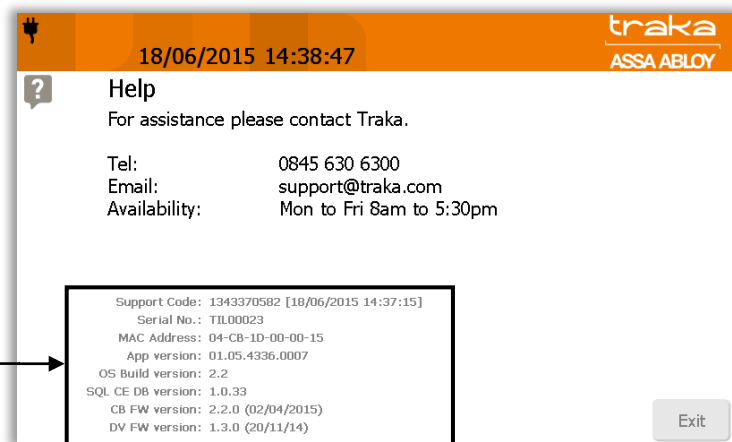 traka
18/06/2015 14:38:47
ASSA ABLOY
?
Help
For assistance please contact Traka.
Tel: 0845 630 6300
Email: support@traka.com
Availability: Mon to Fri 8am to 5:30pm
Support Code: 1343370582 [18/06/2015 14:37:15]
Serial No.: TIL00023
MAC Address: 04-CB-1D-00-00-15
App version: 01.05.4336.0007
OS Build version: 2.2
SQL CE DB version: 1.0.33
CB FW version: 2.2.0 (02/04/2015)
DV FW version: 1.3.0 (20/11/14)
Exit